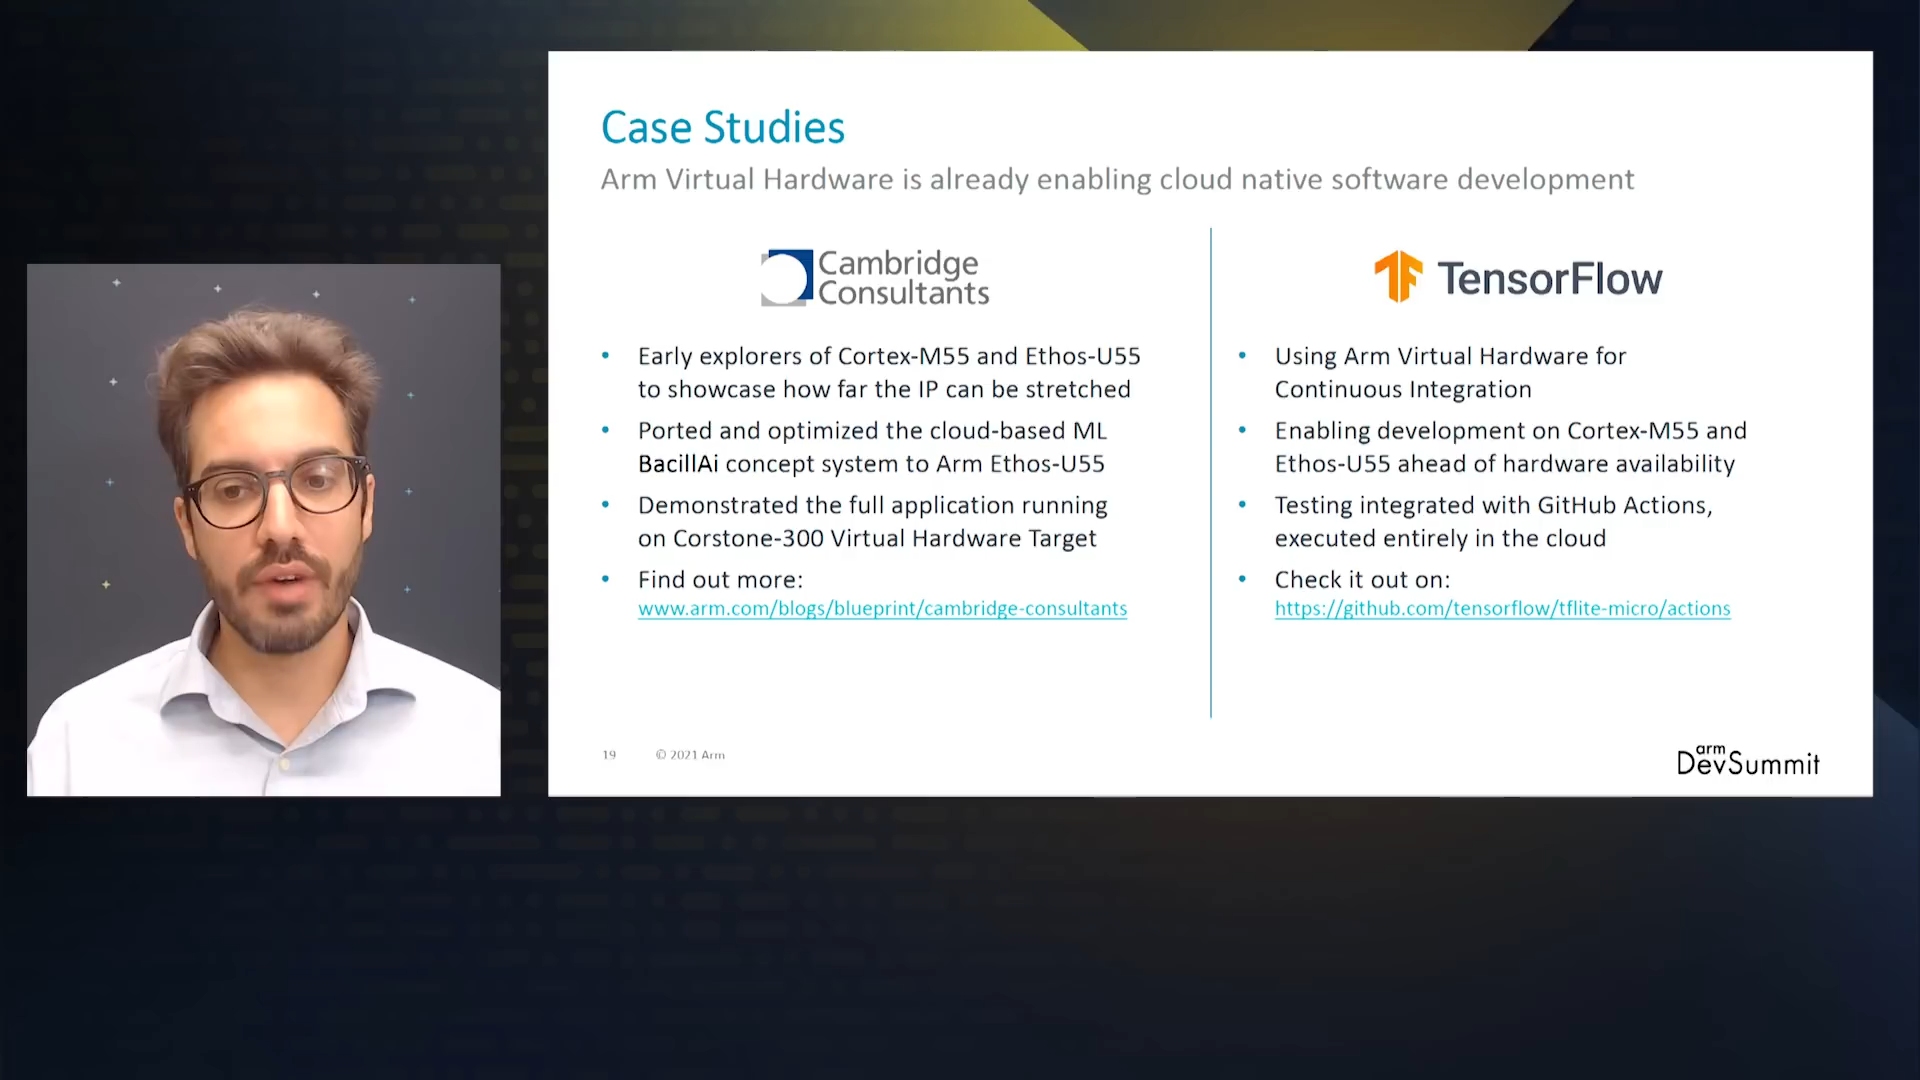 Case Studies
Arm Virtual Hardware is already enabling cloud native software development
Cambridge
Consultants
• Early explorers of Cortex-M55 and Ethos-U55
to showcase how far the IP can be stretched
• Ported and optimized the cloud-based ML
BacillAi concept system to Arm Ethos-U55
• Demonstrated the full application running
on Corstone-300 Virtual Hardware Target
• Find out more:
www.arm.com/blogs/blueprint/cambridge-consultants
TensorFlow
• Using Arm Virtual Hardware for
Continuous Integration
• Enabling development on Cortex-M55 and
Ethos-U55 ahead of hardware availability
• Testing integrated with GitHub Actions,
executed entirely in the cloud
• Check it out on:
https://github.com/tensorflow/tflite-micro/actions
19 © 2021 Arm
arm
DevSummit